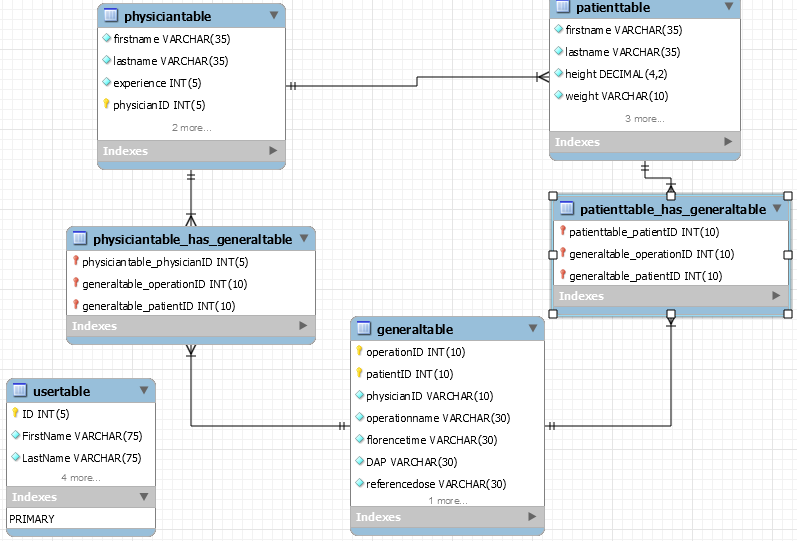 physiciantable
firstname VARCHAR(35)
lastname VARCHAR(35)
experience INT(5)
physicianID INT(5)
2 more...
Indexes
patienttable
firstname VARCHAR(35)
lastname VARCHAR(35)
height DECIMAL(4,2)
weight VARCHAR(10)
3 more...
Indexes
physiciantable_has_generaltable
physiciantable_physicianID INT(5)
generaltable_operationID INT(10)
generaltable_patientID INT(10)
Indexes
patienttable_has_generaltable
patienttable_patientID INT(10)
generaltable_operationID INT(10)
generaltable_patientID INT(10)
Indexes
generaltable
operationID INT(10)
patientID INT(10)
physicianID VARCHAR(10)
operationname VARCHAR(30)
florencetime VARCHAR(30)
DAP VARCHAR(30)
referencedose VARCHAR(30)
1 more...
Indexes
usertable
ID INT(5)
FirstName VARCHAR(75)
LastName VARCHAR(75)
4 more...
Indexes
PRIMARY